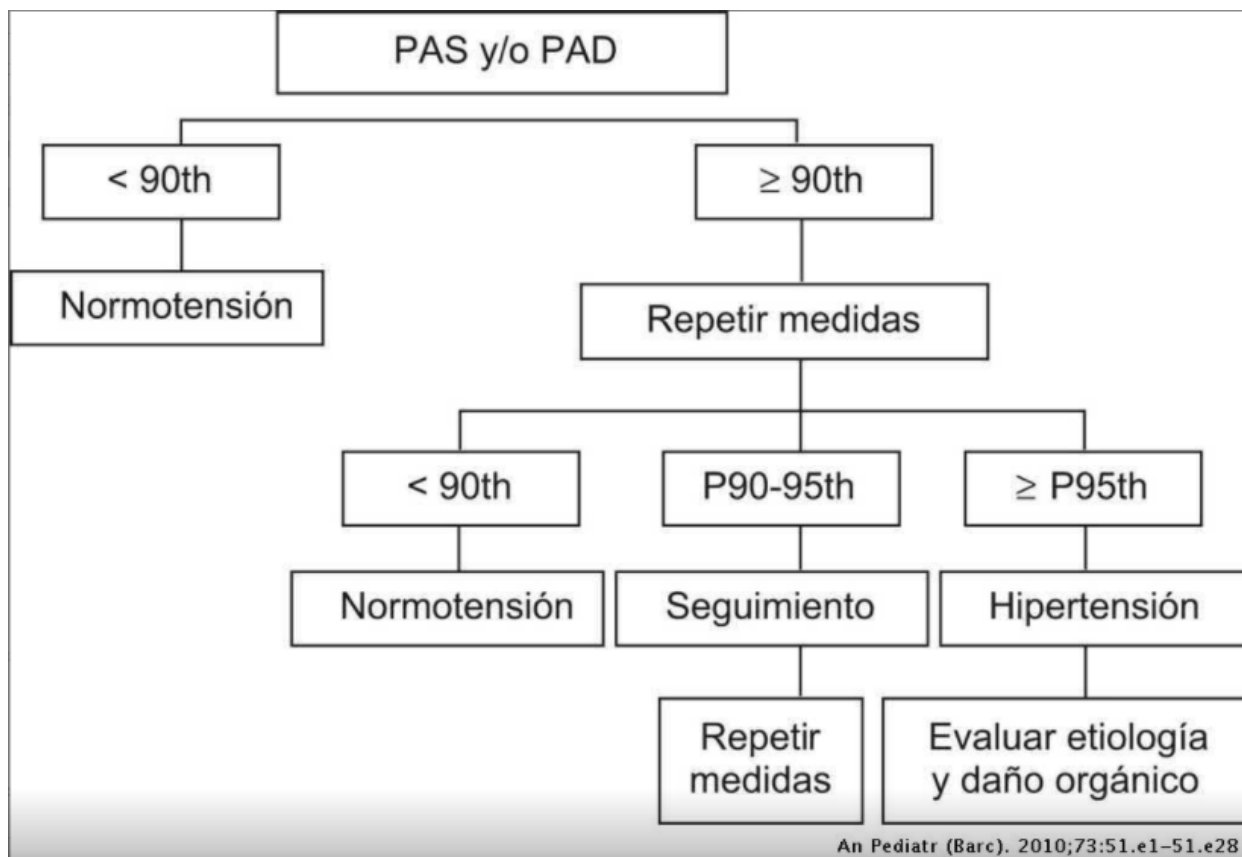 PAS y/o PAD
< 90th
≥ 90th
Normotensión
Repetir medidas
< 90th
P90-95th
≥ P95th
Normotensión
Seguimiento
Hipertensión
Repetir
medidas
Evaluar etiología
y daño orgánico
An Pediatr (Barc). 2010;73:51.e1–51.e28